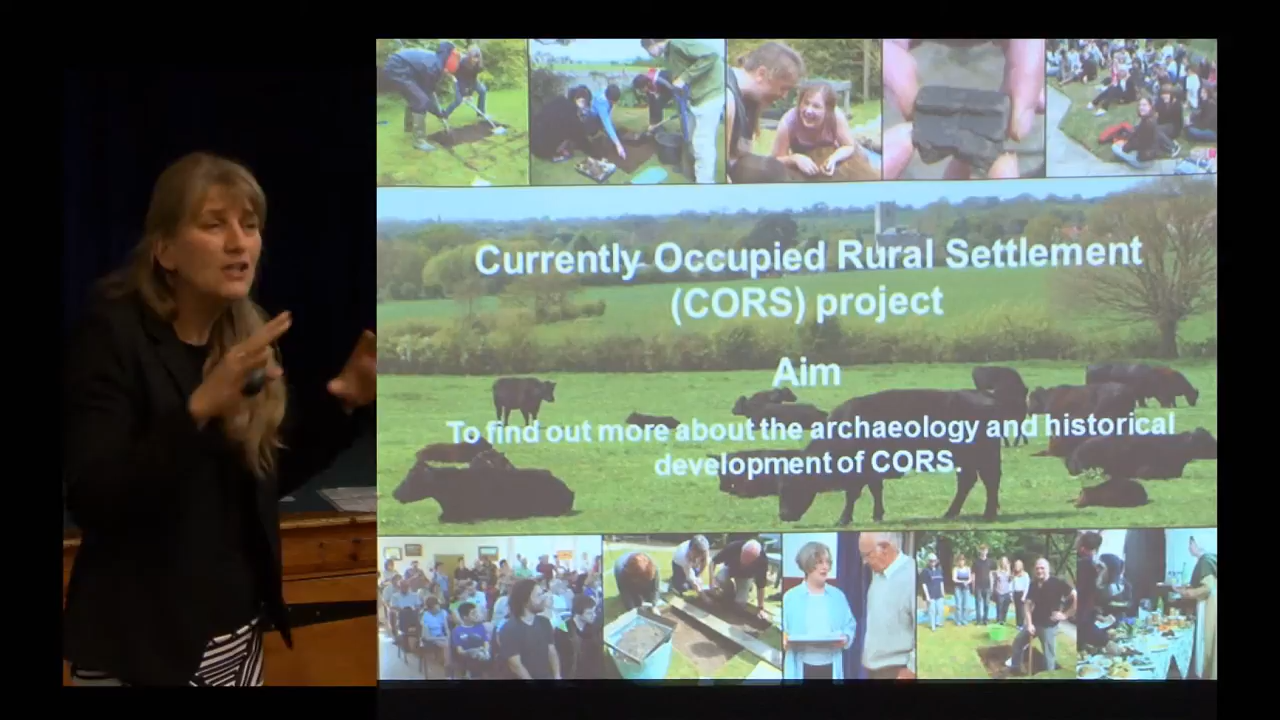 Currently Occupied Rural Settlement
(CORS) project
Aim
To find out more about the archaeology and historical
development of CORS.